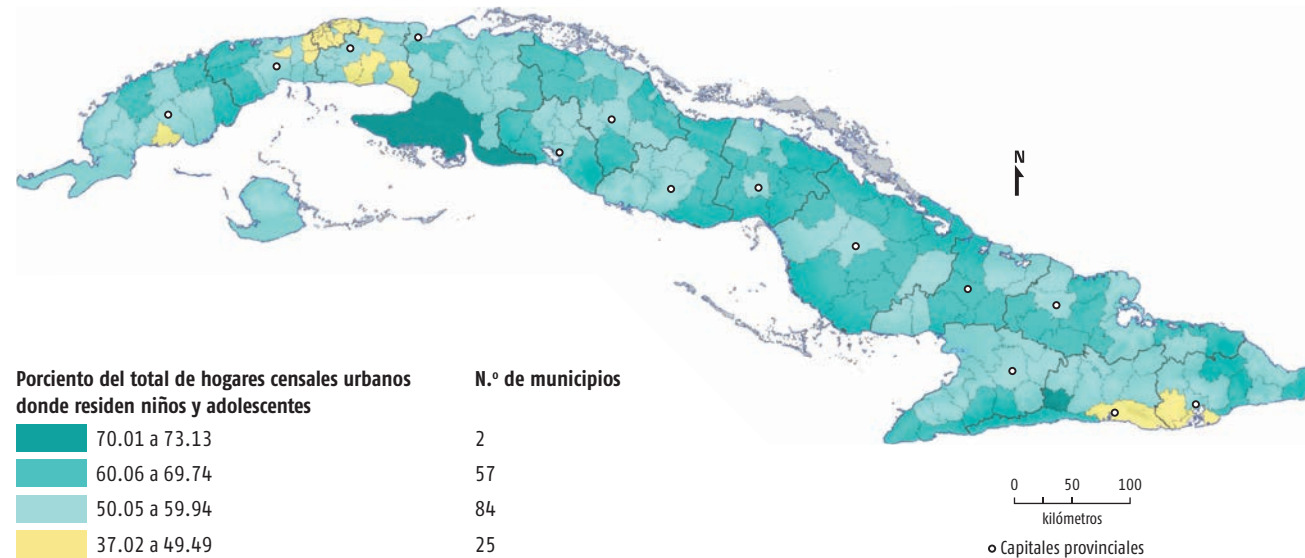 N
Porciento del total de hogares censales urbanos
donde residen niños y adolescentes
N.º de municipios
70.01 a 73.13 2
60.06 a 69.74 57
50.05 a 59.94 84
37.02 a 49.49 25
0 50 100
kilómetros
Capitales provinciales